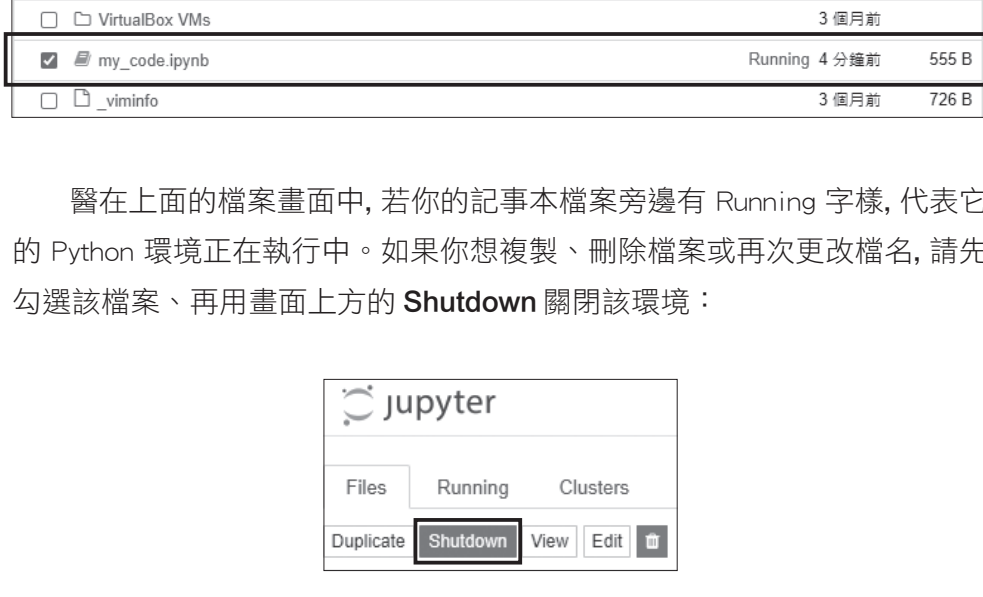 VirtualBox VMs 3 個月前
my_code.ipynb Running 4 分鐘前 555 B
_viminfo 3 個月前 726 B
醫在上面的檔案畫面中, 若你的記事本檔案旁邊有 Running 字樣, 代表它
的 Python 環境正在執行中。如果你想複製、刪除檔案或再次更改檔名, 請先
勾選該檔案、再用畫面上方的 Shutdown 關閉該環境：
jupyter
Files Running Clusters
Duplicate Shutdown View Edit